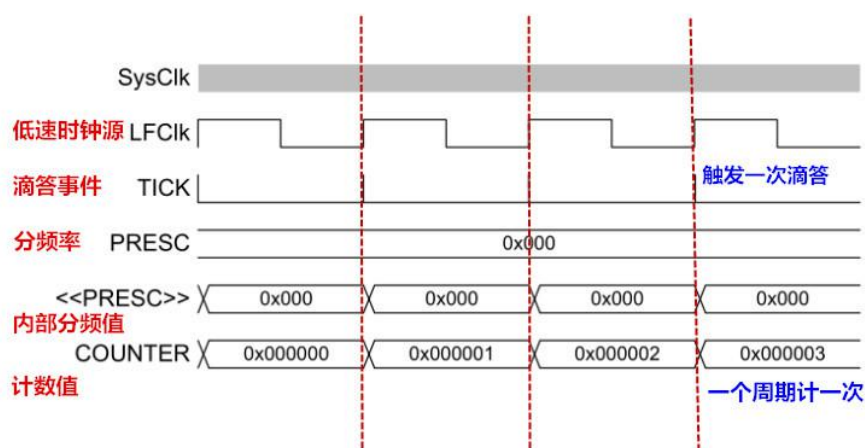 SysClk
低速时钟源 LFClk
滴答事件 TICK 触发一次滴答
分频率 PRESC 0x000
<<PRESC>> 0x000 0x000 0x000 0x000
内部分频值
COUNTER 0x000000 0x000001 0x000002 0x000003
计数值 一个周期计一次